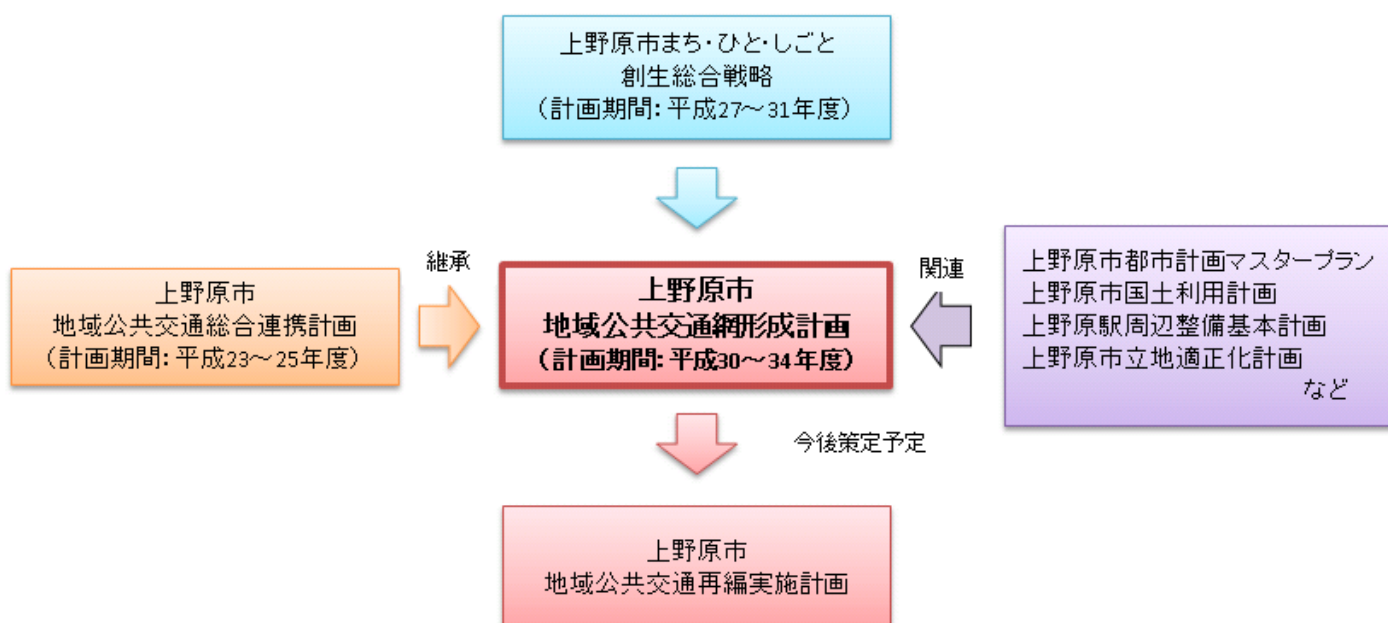 上野原市まち・ひと・しごと
創生総合戦略
（計画期間：平成27～31年度）
継承
関連
上野原市
地域公共交通総合連携計画
（計画期間：平成23～25年度）
上野原市
地域公共交通網形成計画
（計画期間：平成30～34年度）
上野原市都市計画マスタープラン
上野原市国土利用計画
上野原駅周辺整備基本計画
上野原市立地適正化計画
など
今後策定予定
上野原市
地域公共交通再編実施計画